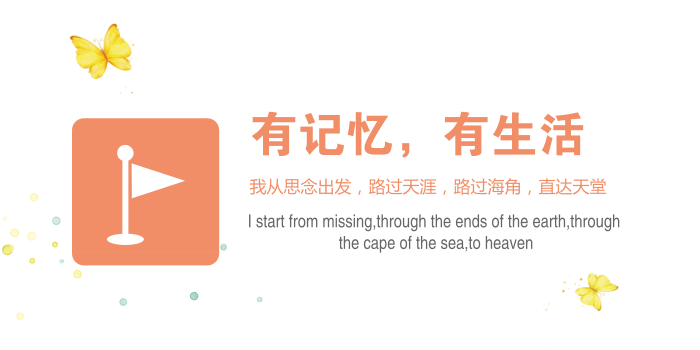 有记忆，有生活
我从思念出发，路过天涯，路过海角，直达天堂
I start from missing,through the ends of the earth,through
the cape of the sea,to heaven